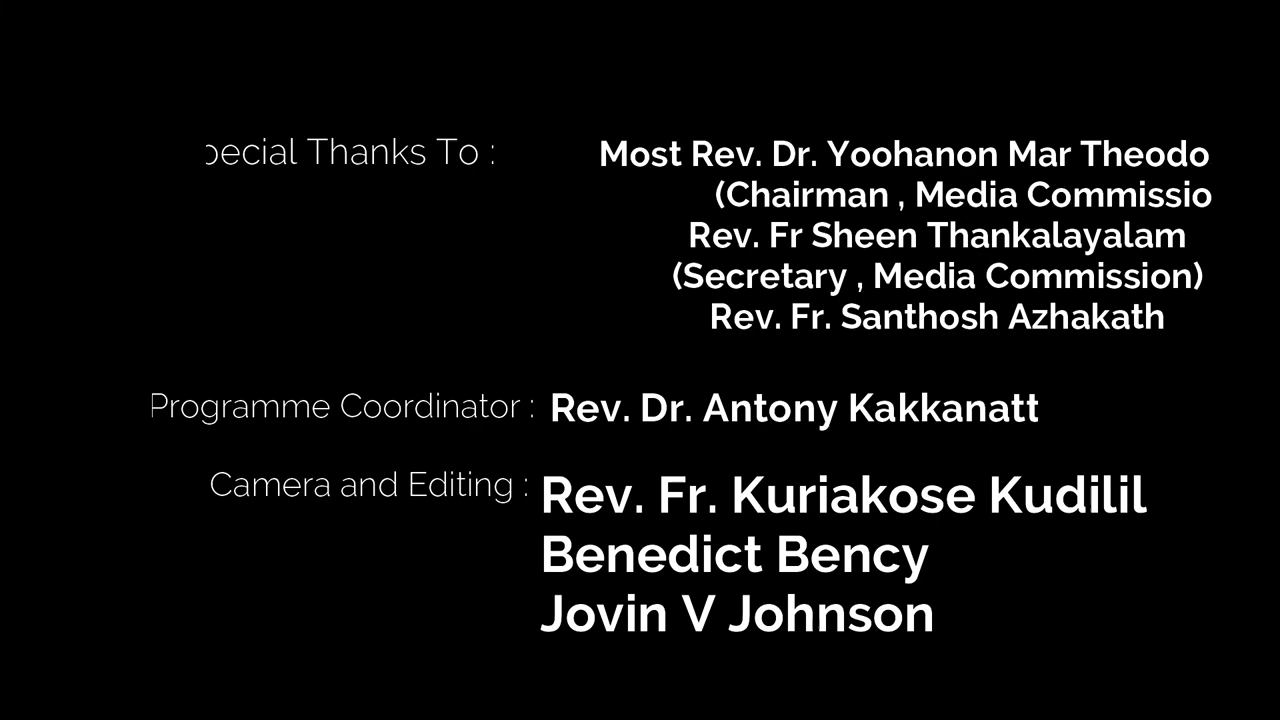 pecial Thanks To : Most Rev. Dr. Yoohanon Mar Theodo
(Chairman , Media Commissio
Rev. Fr Sheen Thankalayalam
(Secretary , Media Commission)
Rev. Fr. Santhosh Azhakath
Programme Coordinator : Rev. Dr. Antony Kakkanatt
Camera and Editing : Rev. Fr. Kuriakose Kudilil
Benedict Bency
Jovin V Johnson